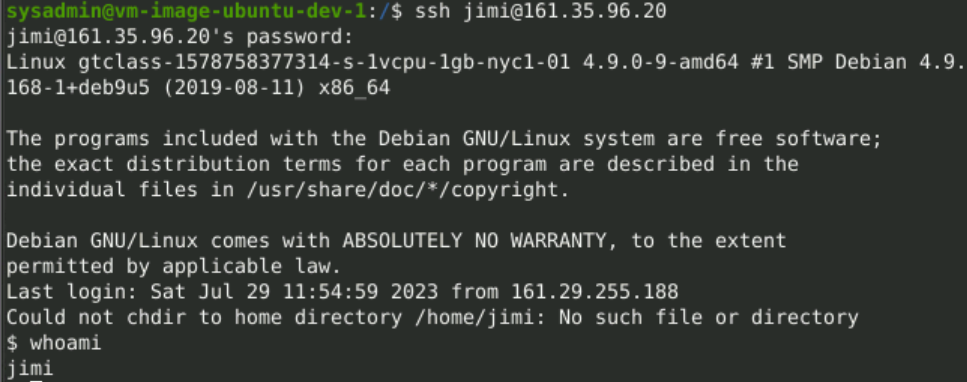 sysadmin@vm-image-ubuntu-dev-1:/$ ssh jimi@161.35.96.20
jimi@161.35.96.20's password:
Linux gtclass-1578758377314-s-1vcpu-1gb-nyc1-01 4.9.0-9-amd64 #1 SMP Debian 4.9.
168-1+deb9u5 (2019-08-11) x86_64
The programs included with the Debian GNU/Linux system are free software;
the exact distribution terms for each program are described in the
individual files in /usr/share/doc/*/copyright.
Debian GNU/Linux comes with ABSOLUTELY NO WARRANTY, to the extent
permitted by applicable law.
Last login: Sat Jul 29 11:54:59 2023 from 161.29.255.188
Could not chdir to home directory /home/jimi: No such file or directory
$ whoami
jimi